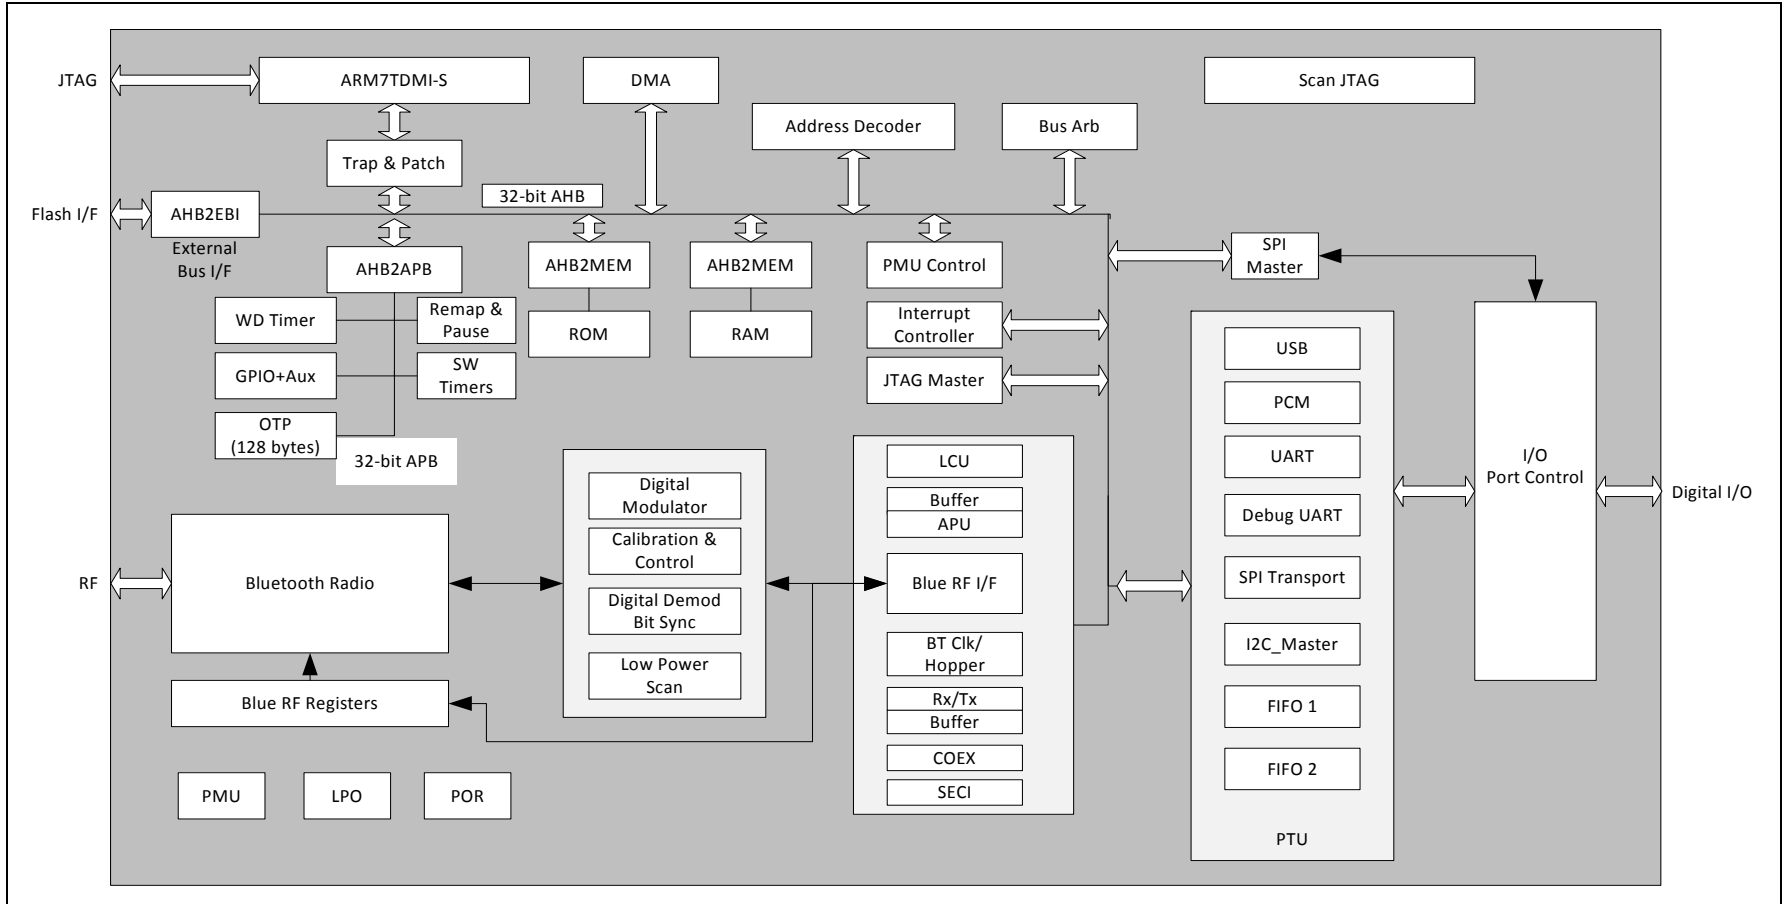 JTAG
ARM7TDMI-S
DMA
Scan JTAG
Address Decoder
Bus Arb
Trap & Patch
32-bit AHB
Flash I/F
AHB2EBI
External
Bus I/F
AHB2APB
AHB2MEM
AHB2MEM
PMU Control
SPI
Master
WD Timer
Remap &
Pause
ROM
RAM
Interrupt
Controller
GPIO+Aux
SW
Timers
JTAG Master
OTP
(128 bytes)
32-bit APB
USB
PCM
UART
Debug UART
SPI Transport
I2C_Master
FIFO 1
FIFO 2
PTU
I/O
Port Control
Digital I/O
RF
Bluetooth Radio
Digital
Modulator
Calibration &
Control
Digital Demod
Bit Sync
Low Power
Scan
LCU
Buffer
APU
Blue RF I/F
BT Clk/
Hopper
Rx/Tx
Buffer
COEX
SECI
Blue RF Registers
PMU
LPO
POR